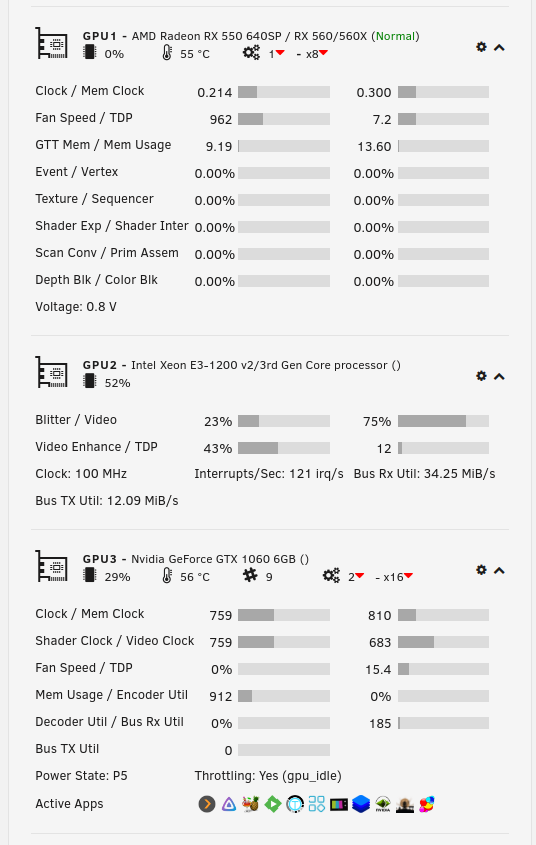 GPU1 - AMD Radeon RX 550 640SP / RX 560/560X (Normal)
0% 55 °C 1 - x8
Clock / Mem Clock 0.214 0.300
Fan Speed / TDP 962 7.2
GTT Mem / Mem Usage 9.19 13.60
Event / Vertex 0.00% 0.00%
Texture / Sequencer 0.00% 0.00%
Shader Exp / Shader Inter 0.00% 0.00%
Scan Conv / Prim Assem 0.00% 0.00%
Depth Blk / Color Blk 0.00% 0.00%
Voltage: 0.8 V
GPU2 - Intel Xeon E3-1200 v2/3rd Gen Core processor ()
52%
Blitter / Video 23% 75%
Video Enhance / TDP 43% 12
Clock: 100 MHz Interrupts/Sec: 121 irq/s Bus Rx Util: 34.25 MiB/s
Bus TX Util: 12.09 MiB/s
GPU3 - Nvidia GeForce GTX 1060 6GB ()
29% 56 °C 9 2 - x16
Clock / Mem Clock 759 810
Shader Clock / Video Clock 759 683
Fan Speed / TDP 0% 15.4
Mem Usage / Encoder Util 912 0%
Decoder Util / Bus Rx Util 0% 185
Bus TX Util 0
Power State: P5 Throttling: Yes (gpu_idle)
Active Apps